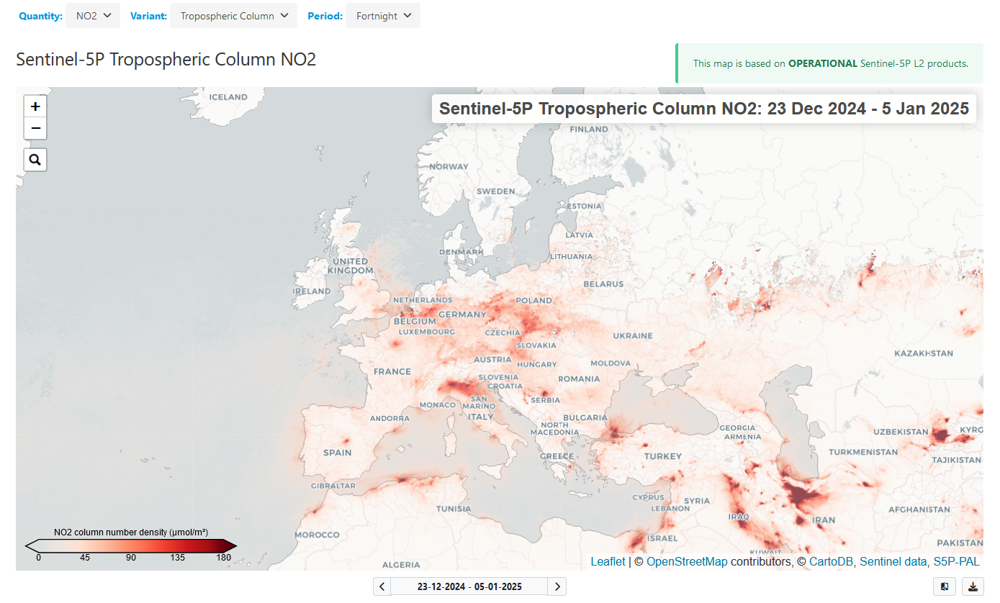 Quantity: NO2 Variant: Tropospheric Column Period: Fortnight
Sentinel-5P Tropospheric Column NO2
This map is based on OPERATIONAL Sentinel-5P L2 products.
+
−
Sentinel-5P Tropospheric Column NO2: 23 Dec 2024 - 5 Jan 2025
ICELAND
FINLAND
NORWAY
SWEDEN
ESTONIA
LATVIA
DENMARK
LITHUANIA
UNITED
KINGDOM
BELARUS
IRELAND
NETHERLANDS
POLAND
GERMANY
BELGIUM
LUXEMBOURG
CZECHIA
UKRAINE
SLOVAKIA
KAZAKHSTAN
AUSTRIA
HUNGARY
MOLDOVA
FRANCE
SLOVENIA
ROMANIA
CROATIA
SAN
MARINO
SERBIA
MONACO
ITALY
ANDORRA
BULGARIA
NORTH
MACEDONIA
GEORGIA
ARMENIA
UZBEKISTAN
KYRG
SPAIN
GREECE
TURKEY
TURKMENISTAN
TAJIKISTAN
GIBRALTAR
CYPRUS
SYRIA
LEBANON
TUNISIA
IRAQ
IRAN
AFGHANISTAN
MOROCCO
ISRAEL
PAKISTAN
KUWAIT
ALGERIA
NO2 column number density (μmol/m²)
0 45 90 135 180
Leaflet | © OpenStreetMap contributors, © CartoDB, Sentinel data, S5P-PAL
23-12-2024 - 05-01-2025